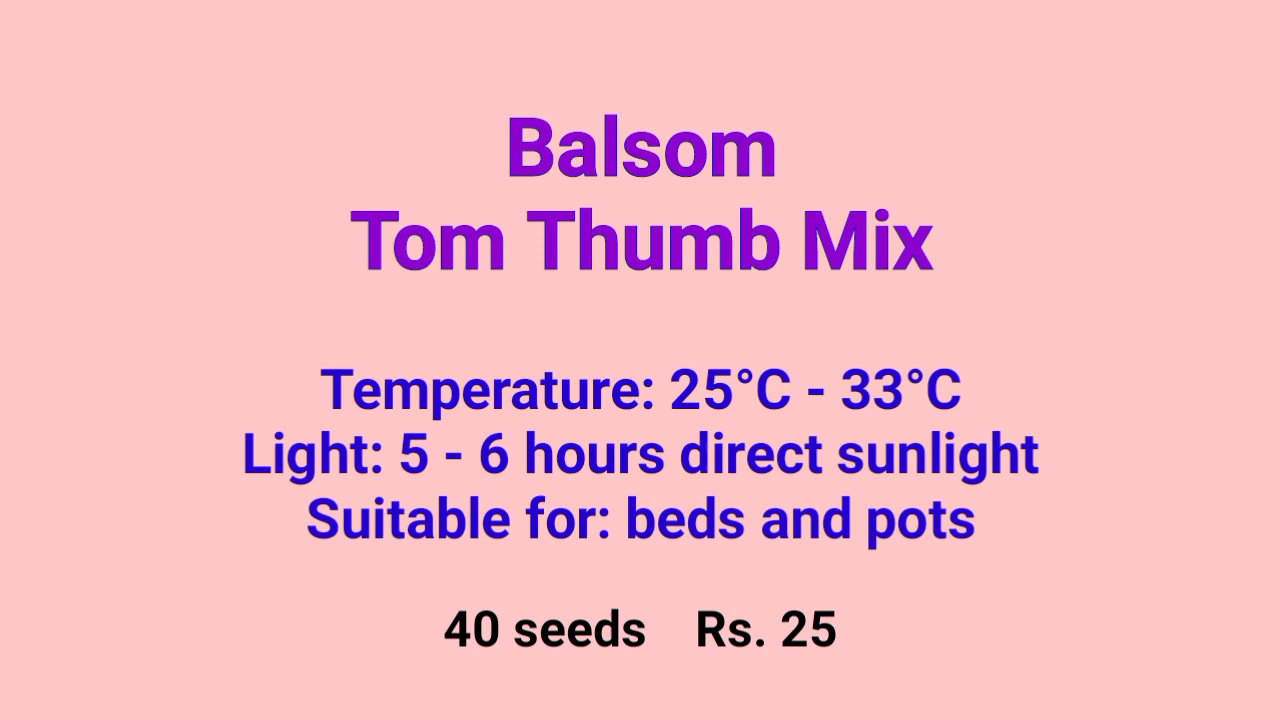 Balsom
Tom Thumb Mix
Temperature: 25°C - 33°C
Light: 5 - 6 hours direct sunlight
Suitable for: beds and pots
40 seeds Rs. 25